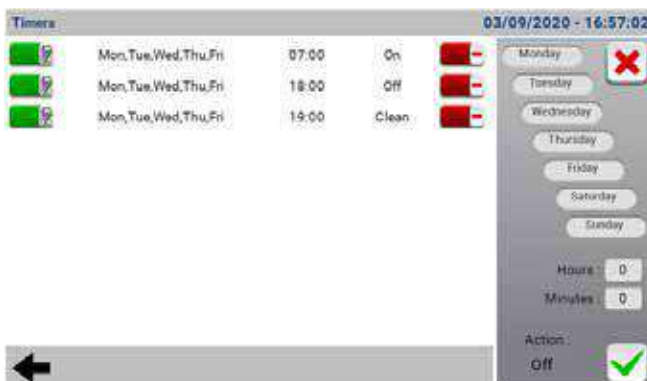 Timers 03/09/2020 - 16:57:02
Mon,Tue,Wed,Thu,Fri 07:00 On
Mon,Tue,Wed,Thu,Fri 18:00 Off
Mon,Tue,Wed,Thu,Fri 19:00 Clean
Monday
Tuesday
Wednesday
Thursday
Friday
Saturday
Sunday
Hours : 0
Minutes : 0
Action :
Off